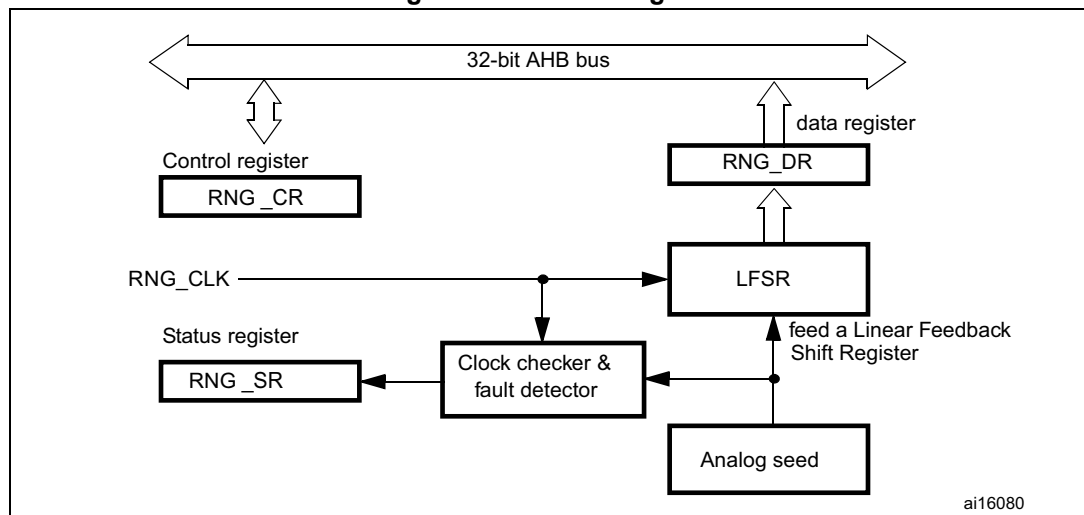 32-bit AHB bus
data register
Control register
RNG_DR
RNG _CR
RNG_CLK
LFSR
feed a Linear Feedback
Shift Register
Status register
Clock checker &
fault detector
RNG _SR
Analog seed
ai16080